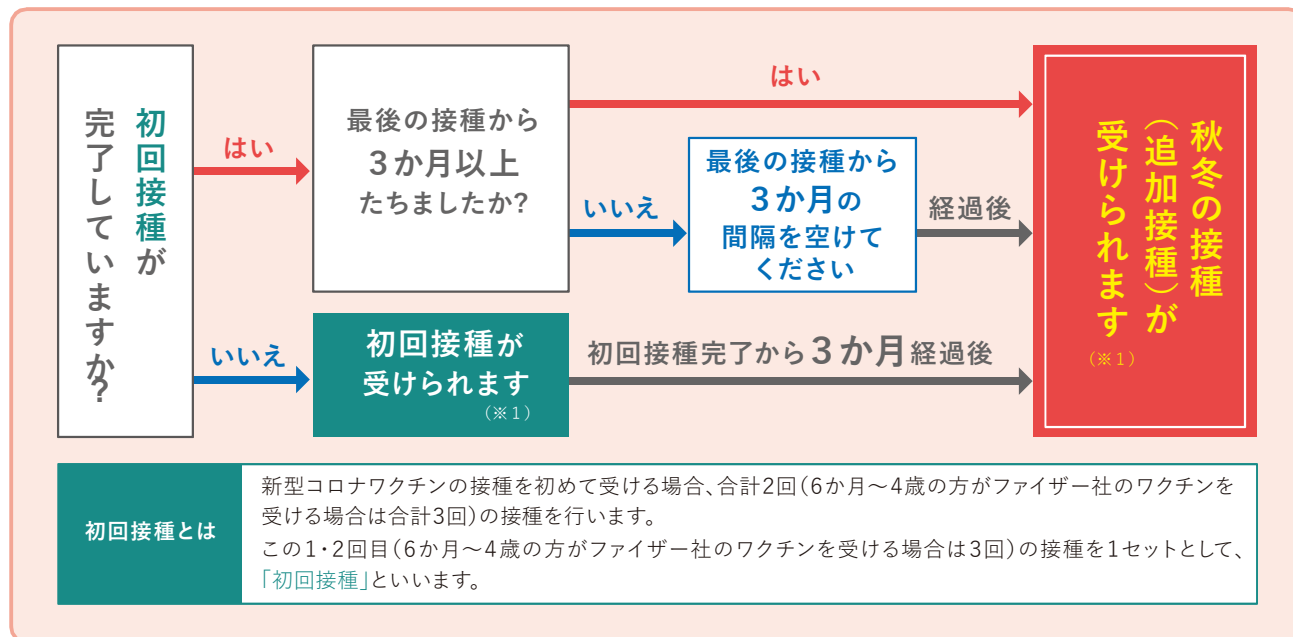 初回接種が
完了していますか?
はい
いいえ
最後の接種から
3か月以上
たちましたか?
はい
いいえ
最後の接種から
3か月の
間隔を空けて
ください
経過後
初回接種が
受けられます
(※1)
初回接種完了から3か月経過後
秋冬の接種
(追加接種)が
受けられます
(※1)
初回接種とは
新型コロナワクチンの接種を初めて受ける場合、合計2回(6か月~4歳の方がファイザー社のワクチンを
受ける場合は合計3回)の接種を行います。
この1・2回目(6か月~4歳の方がファイザー社のワクチンを受ける場合は3回)の接種を1セットとして、
「初回接種」といいます。